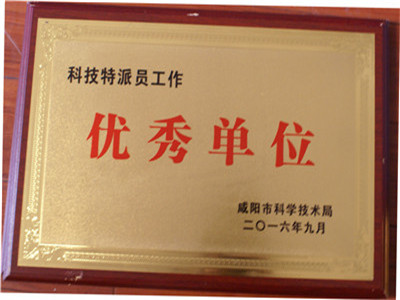 科技特派员工作
优秀单位
咸阳市科学技术局
二〇一六年九月